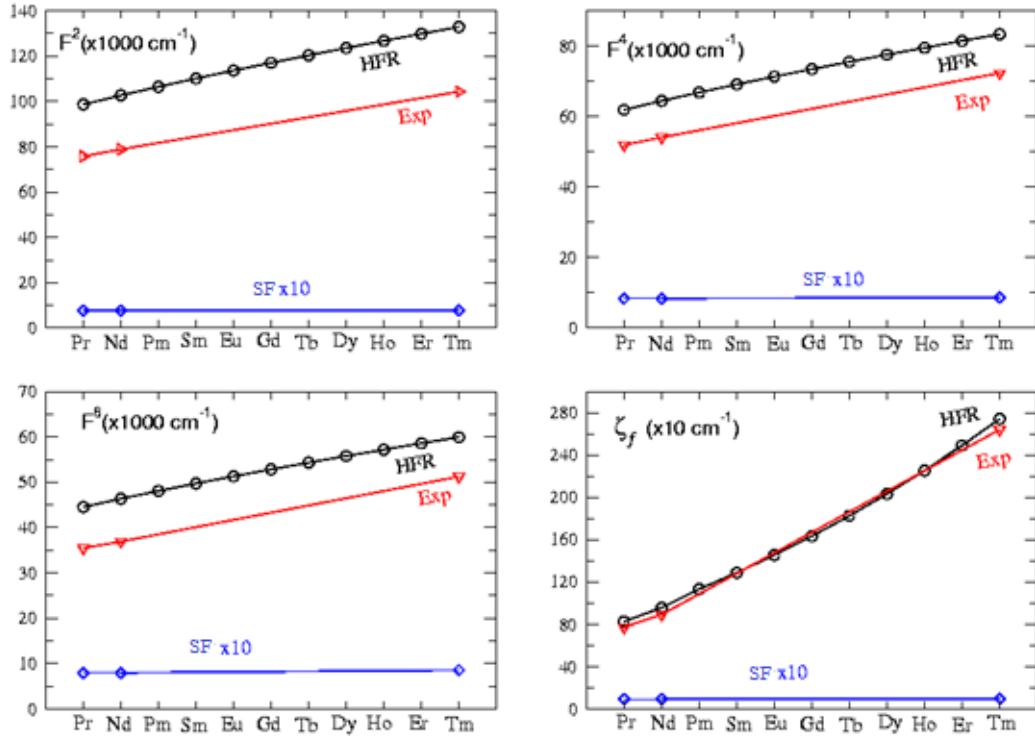 F²(x1000 cm⁻¹)
HFR
Exp
SF x10
140
120
100
80
60
40
20
0
Pr Nd Pm Sm Eu Gd Tb Dy Ho Er Tm
F⁴(x1000 cm⁻¹)
HFR
Exp
SF x10
80
60
40
20
0
Pr Nd Pm Sm Eu Gd Tb Dy Ho Er Tm
F⁶(x1000 cm⁻¹)
HFR
Exp
SF x10
70
60
50
40
30
20
10
0
Pr Nd Pm Sm Eu Gd Tb Dy Ho Er Tm
ζf (x10 cm⁻¹)
HFR
Exp
SF x10
280
240
200
160
120
80
40
0
Pr Nd Pm Sm Eu Gd Tb Dy Ho Er Tm